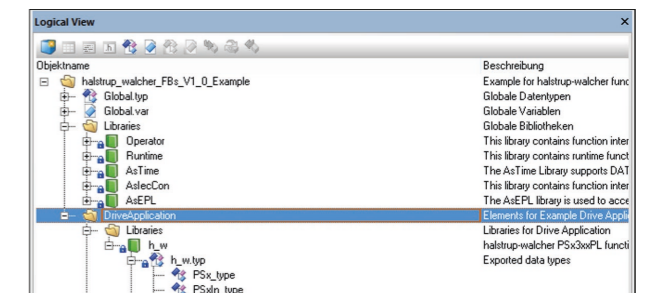 Logical View
Objektname Beschreibung
halstrup_walcher_FBs_V1_0_Example Example for halstrup-walcher func
Global.typ Globale Datentypen
Global.var Globale Variablen
Libraries Globale Bibliotheken
Operator This library contains function inter
Runtime This library contains runtime funct
AsTime The AsTime Library supports DAT
AsIecCon This library contains function inter
AsEPL The AsEPL library is used to acce
DriveApplication Elements for Example Drive Appli
Libraries Libraries for Drive Application
h_w halstrup-walcher PSx3xxPL functi
h_w.typ Exported data types
PSx_type
PSxIn_type